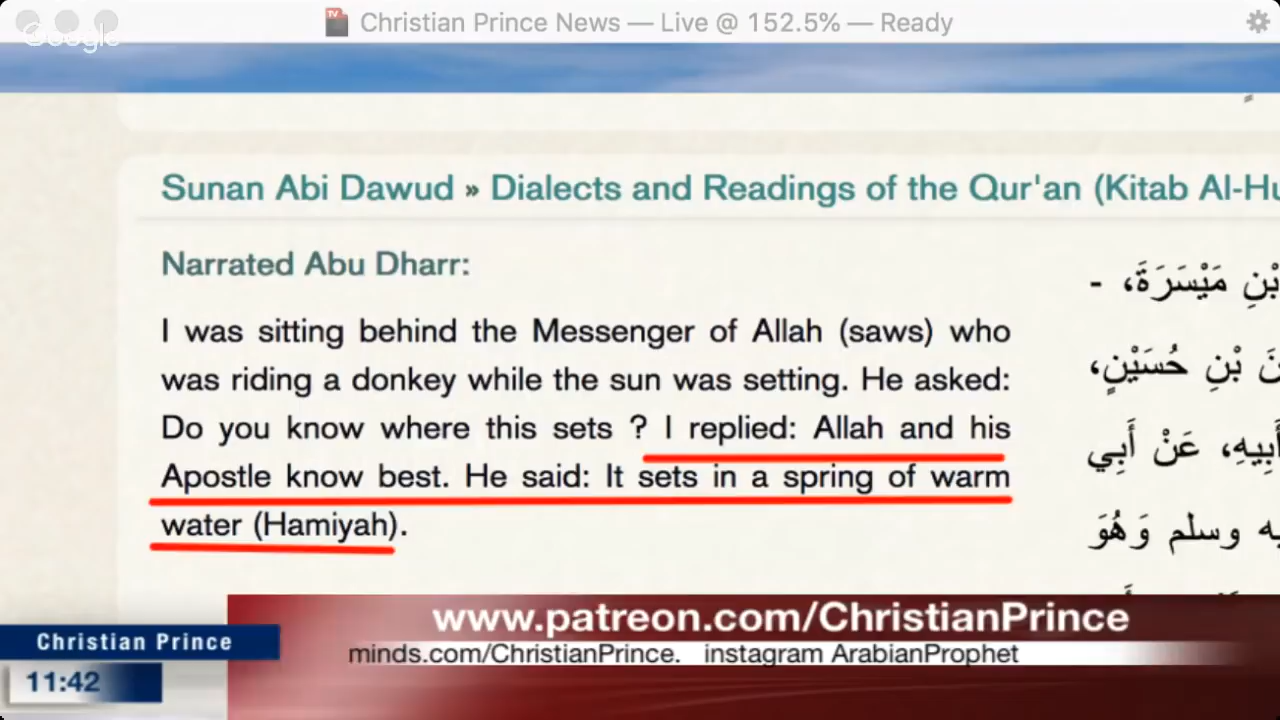 Christian Prince News — Live @ 152.5% — Ready
Google
Sunan Abi Dawud » Dialects and Readings of the Qur'an (Kitab Al-Hu
Narrated Abu Dharr:
I was sitting behind the Messenger of Allah (saws) who
was riding a donkey while the sun was setting. He asked:
Do you know where this sets ? I replied: Allah and his
Apostle know best. He said: It sets in a spring of warm
water (Hamiyah).
بْنِ مَيْسَرَةَ، -
بْنِ حُسَيْنٍ،
أَبِيهِ، عَنْ أَبِي
وسلم وَهُوَ
www.patreon.com/ChristianPrince
Christian Prince
minds.com/ChristianPrince. instagram ArabianProphet
11:42